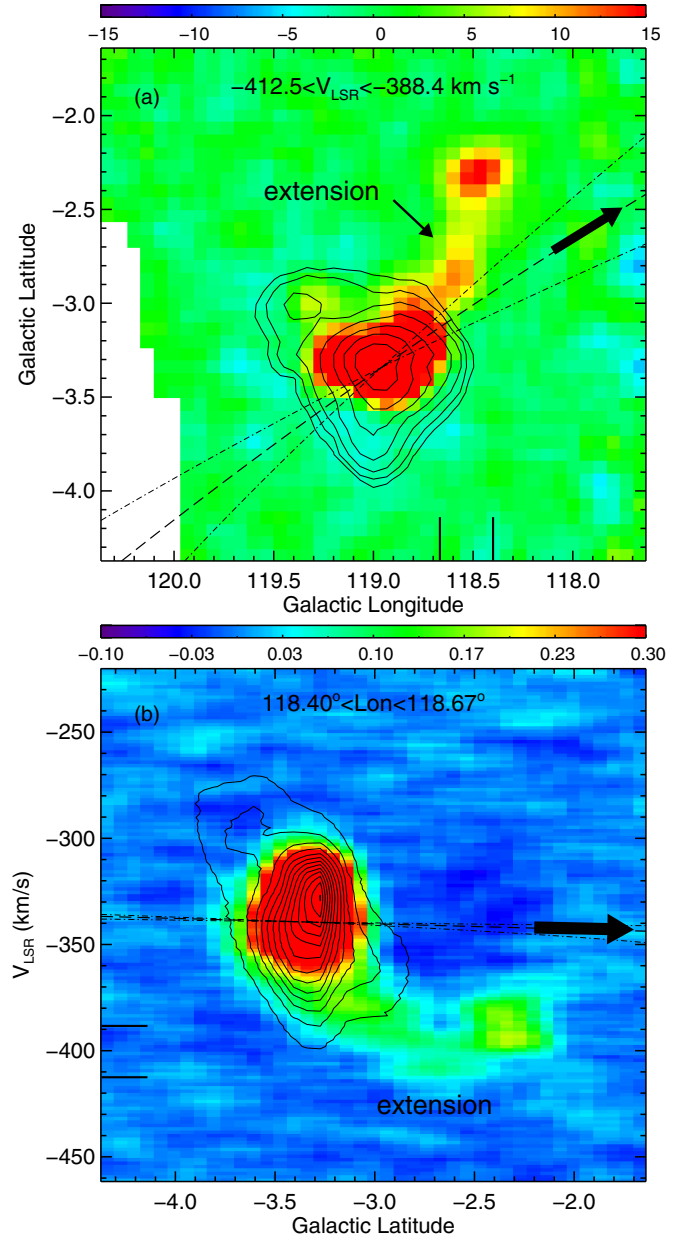 −15 −10 −5 0 5 10 15
(a) −412.5<V_LSR<−388.4 km s⁻¹
−2.0
extension
−2.5
−3.0
−3.5
−4.0
Galactic Latitude
120.0 119.5 119.0 118.5 118.0
Galactic Longitude
−0.10 −0.03 0.03 0.10 0.17 0.23 0.30
(b) 118.40°<Lon<118.67°
−250
−300
−350
−400
−450
V_LSR (km/s)
extension
−4.0 −3.5 −3.0 −2.5 −2.0
Galactic Latitude